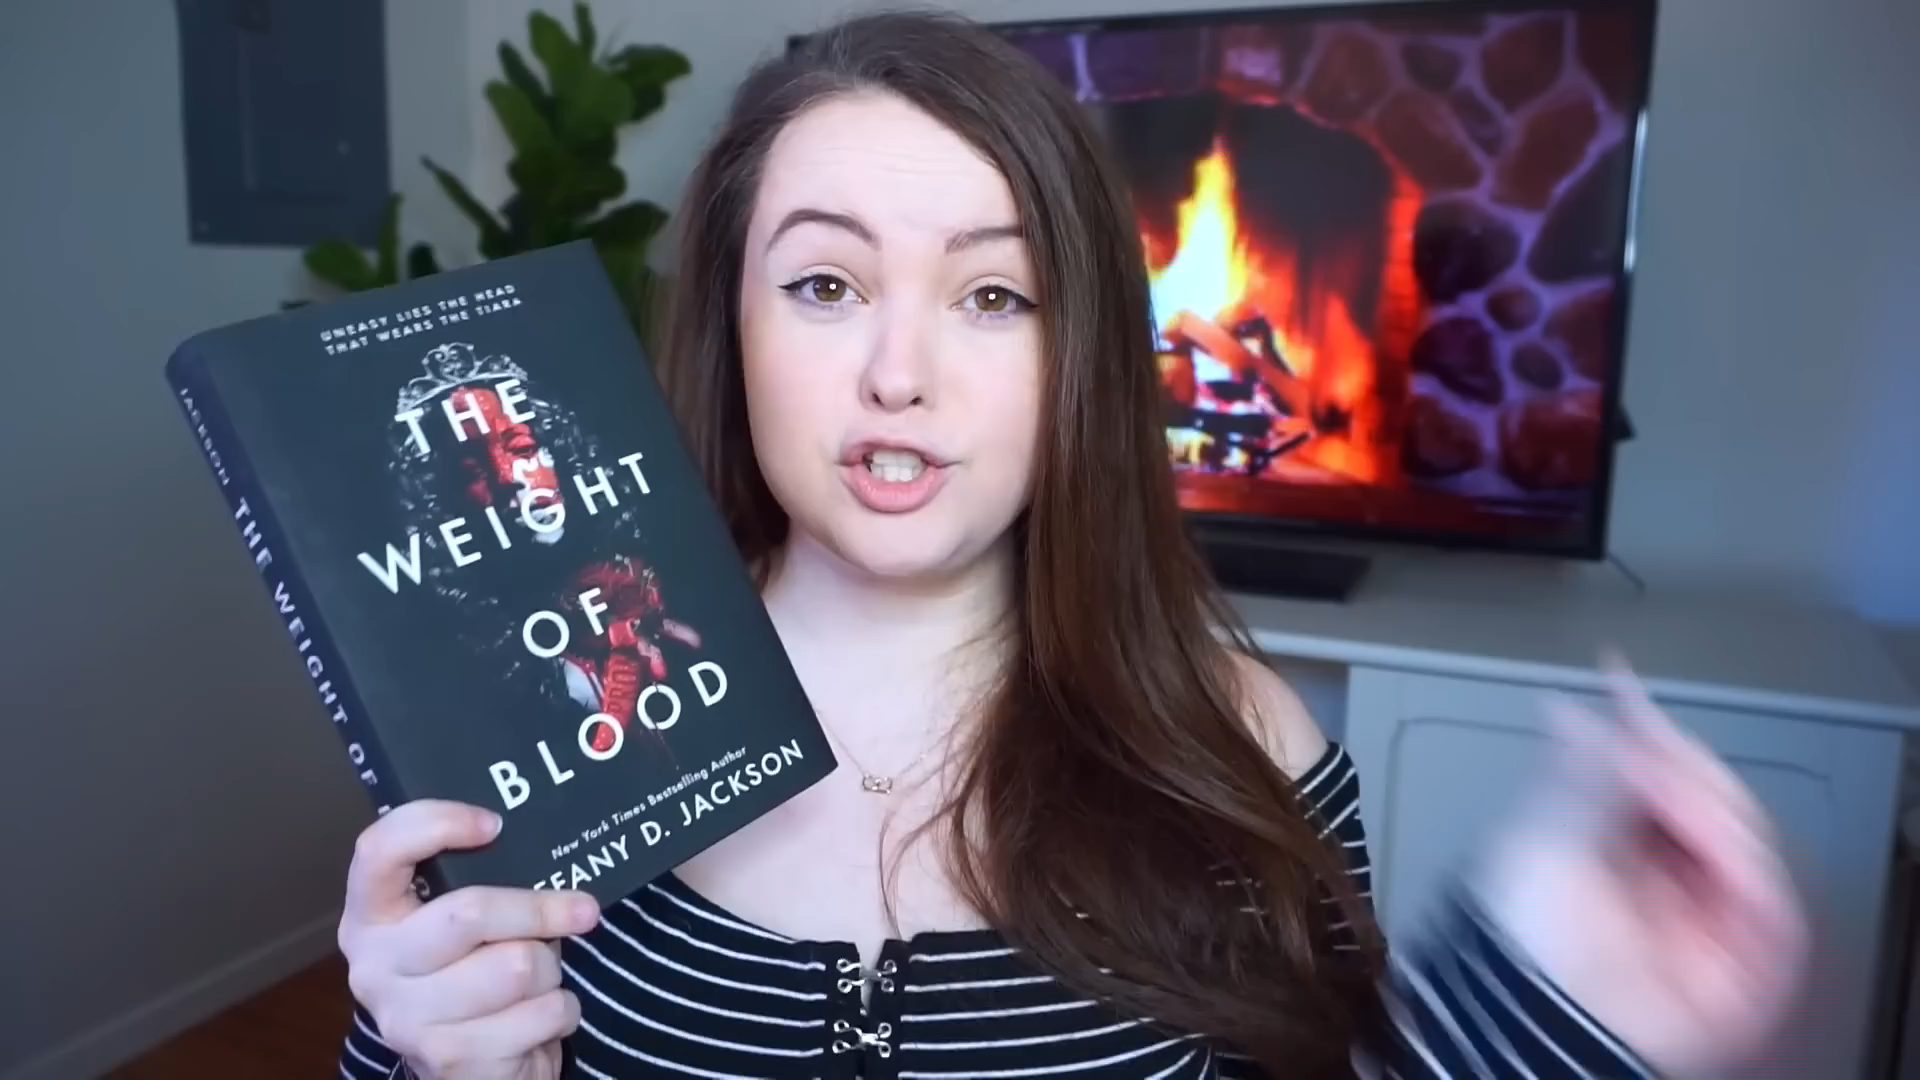 UNEASY LIES THE HEAD
THAT WEARS THE TIARA
THE
WEIGHT
OF
BLOOD
New York Times Bestselling Author
FFANY D. JACKSON
JACKSON THE WEIGHT OF